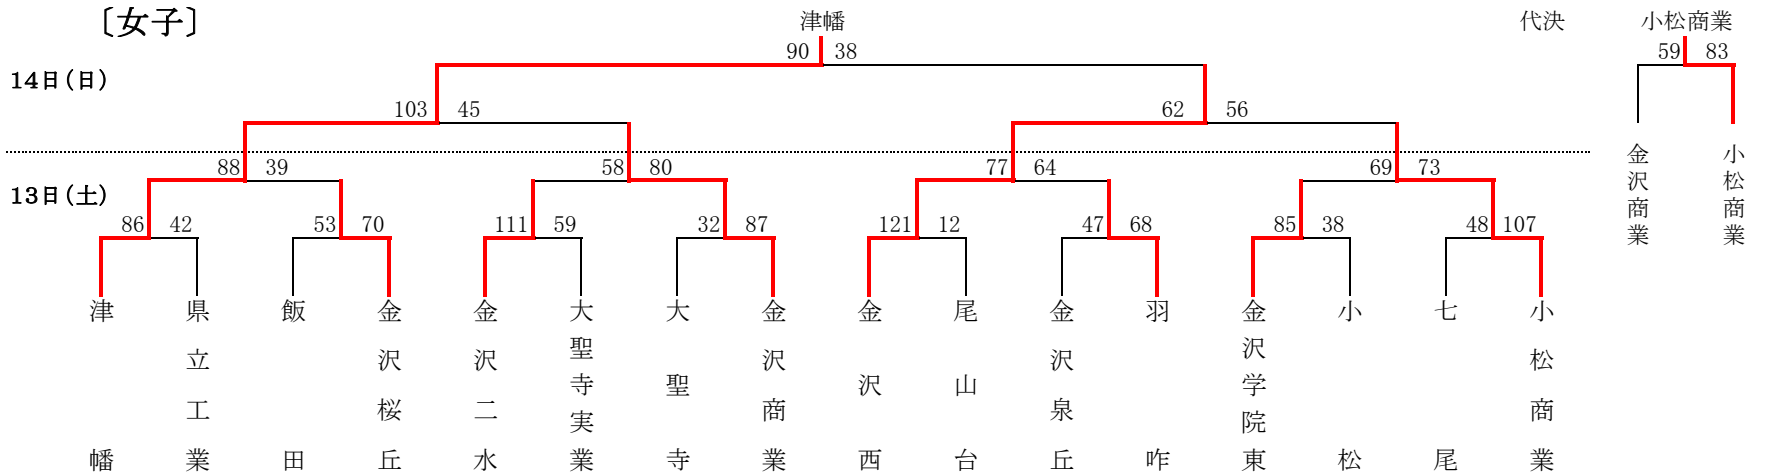 〔女子〕
津幡
代決
小松商業
90 38
59 83
14日(日)
103 45
62 56
88 39
58 80
77 64
69 73
金沢商業
小松商業
13日(土)
86 42
53 70
111 59
32 87
121 12
47 68
85 38
48 107
津幡
県立工業
飯田
金沢桜丘
金沢二水
大聖寺実業
大聖寺
金沢商業
金沢西
尾山台
金沢泉丘
羽咋
金沢学院東
小松
七尾
小松商業